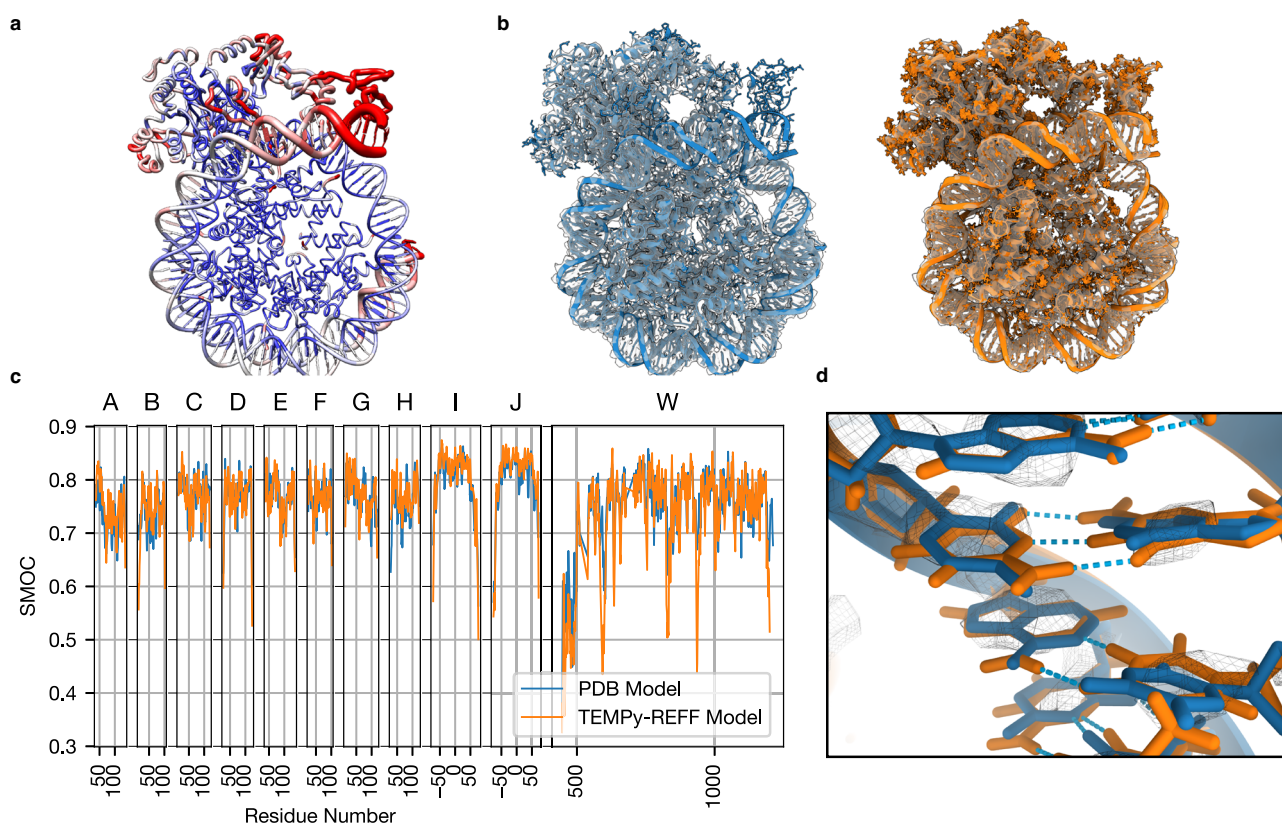 a
b
c
A B C D E F G H I J W
0.9
0.8
0.7
0.6
0.5
0.4
0.3
SMOC
PDB Model
TEMPy-REFF Model
50 100 50 100 50 100 50 100 50 100 50 100 50 100 50 100 −50 0 50 −50 0 50 500 1000
Residue Number
d